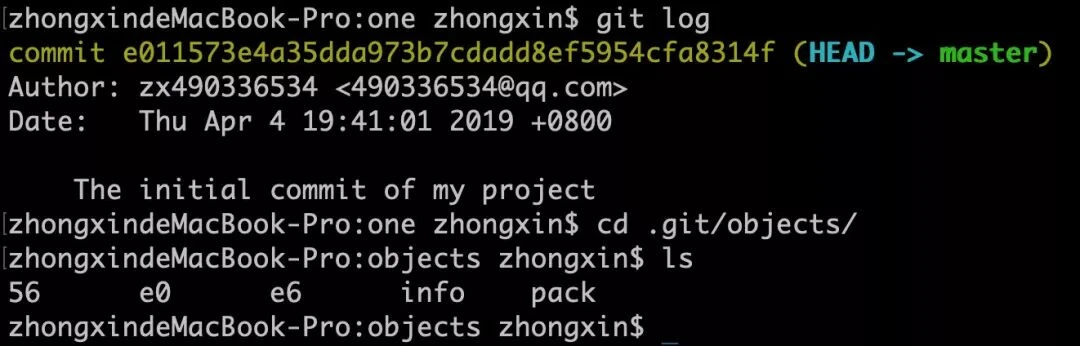 zhongxindeMacBook-Pro:one zhongxin$ git log
commit e011573e4a35dda973b7cdadd8ef5954cfa8314f (HEAD -> master)
Author: zx490336534 <490336534@qq.com>
Date:   Thu Apr 4 19:41:01 2019 +0800

    The initial commit of my project
zhongxindeMacBook-Pro:one zhongxin$ cd .git/objects/
zhongxindeMacBook-Pro:objects zhongxin$ ls
56      e0      e6      info    pack
zhongxindeMacBook-Pro:objects zhongxin$